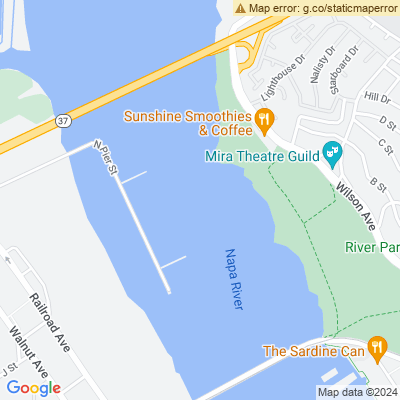 Map error: g.co/staticmaperror
Lighthouse Dr
Nalisty Dr
Starboard Dr
Hill Dr
Sunshine Smoothies
& Coffee
D St
37
C St
N Pier St
Mira Theatre Guild
B St
Wilson Ave
River Par
Napa River
Railroad Ave
Walnut Ave
J St
The Sardine Can
Google
Map data ©2024